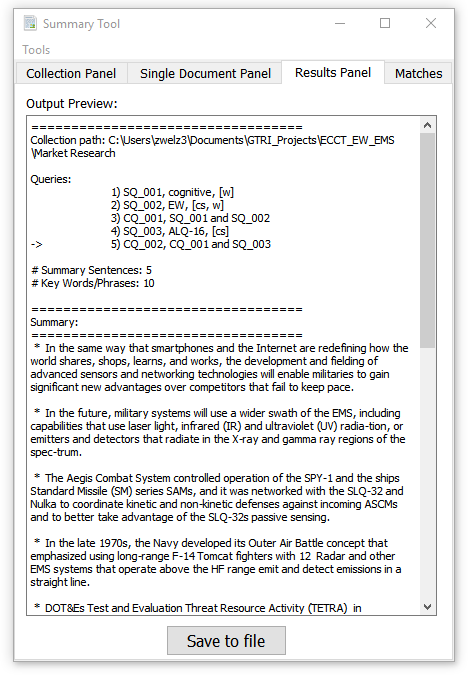 Summary Tool
Tools
Collection Panel Single Document Panel Results Panel Matches
Output Preview:
==================================
Collection path: C:\Users\zwelz3\Documents\GTRI_Projects\ECCT_EW_EMS
\Market Research
Queries:
1) SQ_001, cognitive, [w]
2) SQ_002, EW, [cs, w]
3) CQ_001, SQ_001 and SQ_002
4) SQ_003, ALQ-16, [cs]
-> 5) CQ_002, CQ_001 and SQ_003
# Summary Sentences: 5
# Key Words/Phrases: 10
==================================
Summary:
==================================
* In the same way that smartphones and the Internet are redefining how the
world shares, shops, learns, and works, the development and fielding of
advanced sensors and networking technologies will enable militaries to gain
significant new advantages over competitors that fail to keep pace.
* In the future, military systems will use a wider swath of the EMS, including
capabilities that use laser light, infrared (IR) and ultraviolet (UV) radia-tion, or
emitters and detectors that radiate in the X-ray and gamma ray regions of the
spec-trum.
* The Aegis Combat System controlled operation of the SPY-1 and the ships
Standard Missile (SM) series SAMs, and it was networked with the SLQ-32 and
Nulka to coordinate kinetic and non-kinetic defenses against incoming ASCMs
and to better take advantage of the SLQ-32s passive sensing.
* In the late 1970s, the Navy developed its Outer Air Battle concept that
emphasized using long-range F-14 Tomcat fighters with 12 Radar and other
EMS systems that operate above the HF range emit and detect emissions in a
straight line.
* DOT&Es Test and Evaluation Threat Resource Activity (TETRA) in
Save to file